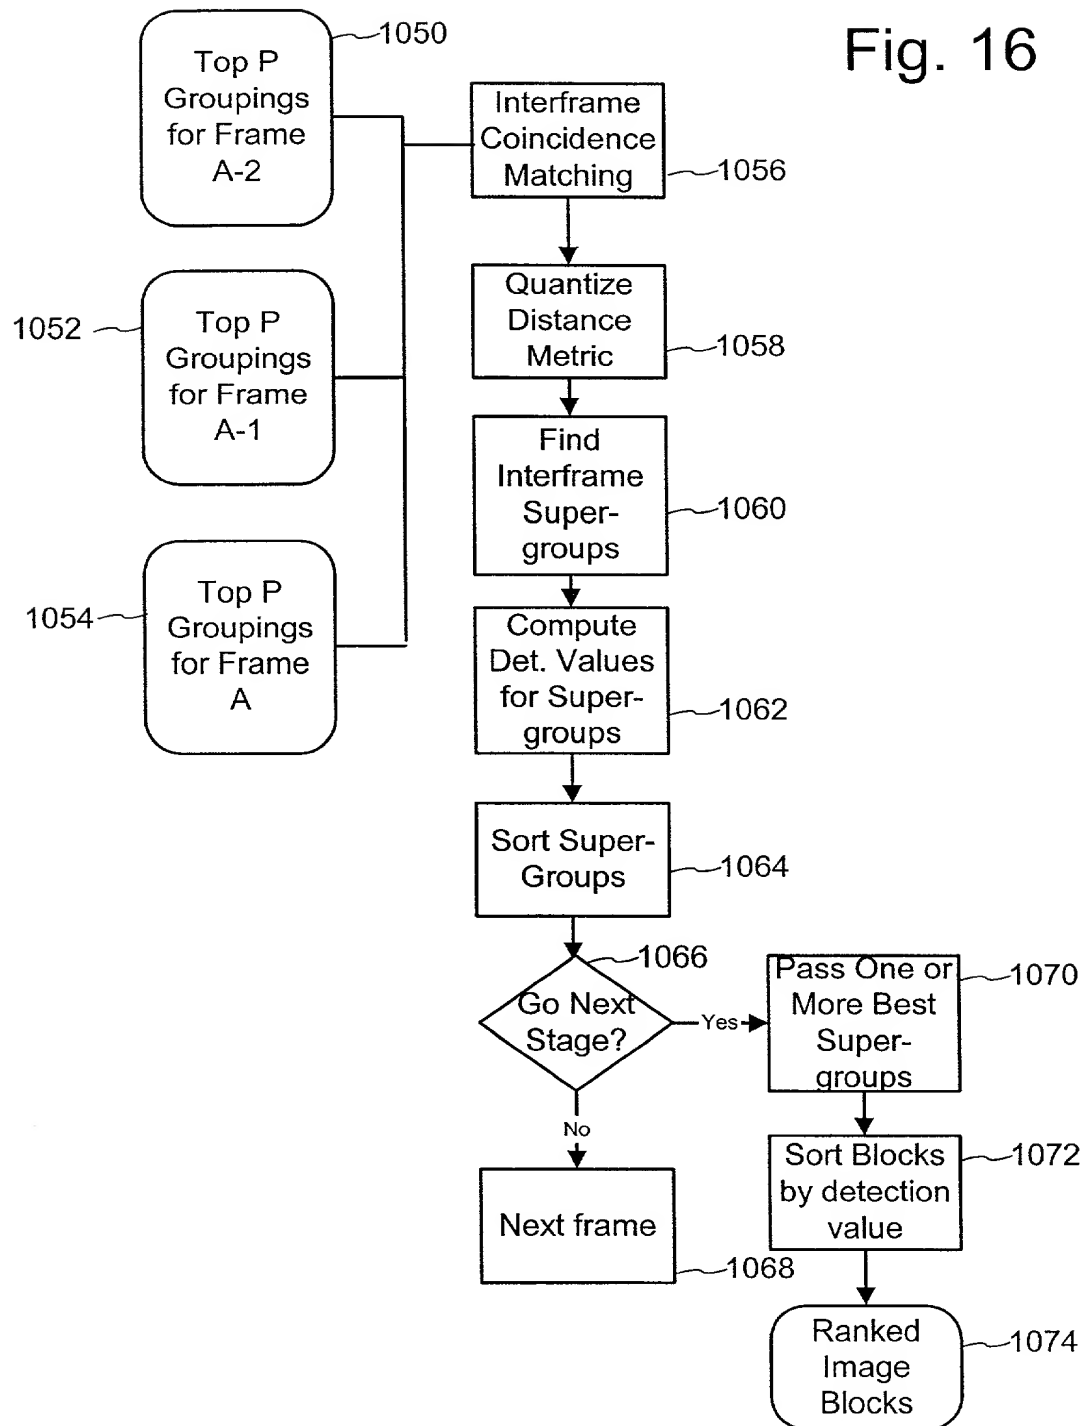 Fig. 16
Top P
Groupings
for Frame
A-2
1050
1052
Top P
Groupings
for Frame
A-1
1054
Top P
Groupings
for Frame
A
Interframe
Coincidence
Matching
1056
Quantize
Distance
Metric
1058
Find
Interframe
Super-
groups
1060
Compute
Det. Values
for Super-
groups
1062
Sort Super-
Groups
1064
1066
Go Next
Stage?
Yes
No
Next frame
1068
Pass One or
More Best
Super-
groups
1070
Sort Blocks
by detection
value
1072
Ranked
Image
Blocks
1074